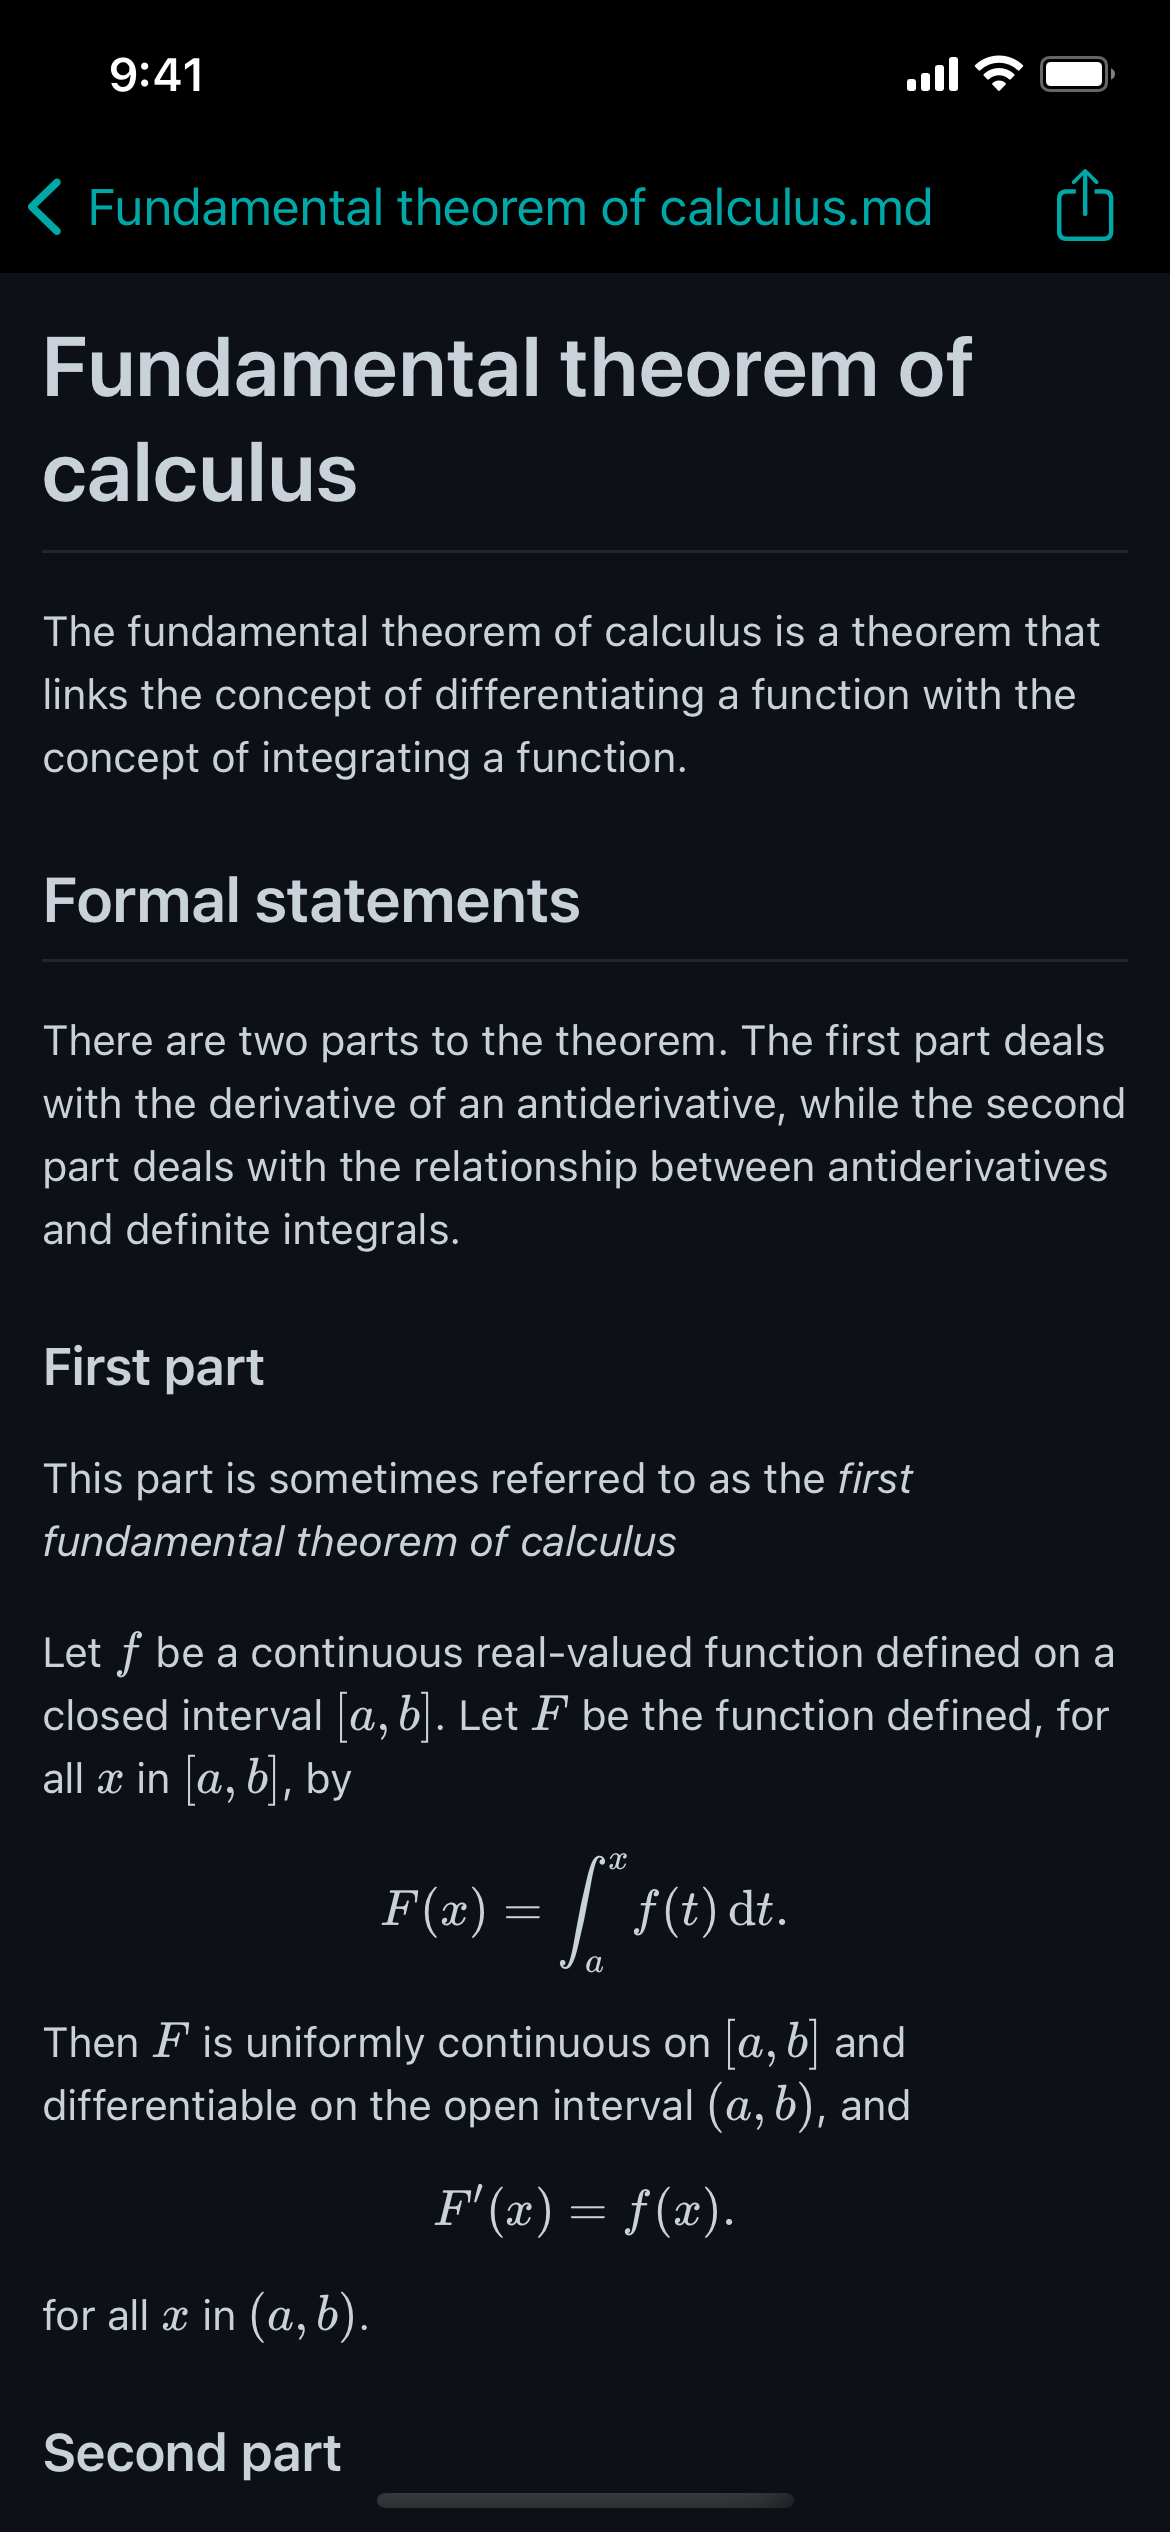 9:41
Fundamental theorem of calculus.md
Fundamental theorem of
calculus
The fundamental theorem of calculus is a theorem that
links the concept of differentiating a function with the
concept of integrating a function.
Formal statements
There are two parts to the theorem. The first part deals
with the derivative of an antiderivative, while the second
part deals with the relationship between antiderivatives
and definite integrals.
First part
This part is sometimes referred to as the first
fundamental theorem of calculus
Let f be a continuous real-valued function defined on a
closed interval [a, b]. Let F be the function defined, for
all x in [a, b], by
F(x) = ∫ₐˣ f(t) dt.
Then F is uniformly continuous on [a, b] and
differentiable on the open interval (a, b), and
F′(x) = f(x).
for all x in (a, b).
Second part